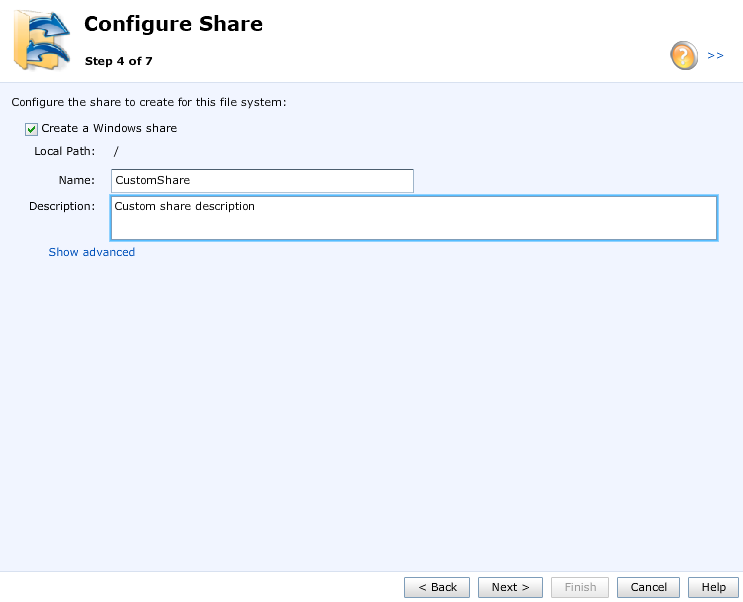 Configure Share
Step 4 of 7
?
>>
Configure the share to create for this file system:
Create a Windows share
Local Path: /
Name: CustomShare
Description: Custom share description
Show advanced
< Back Next > Finish Cancel Help